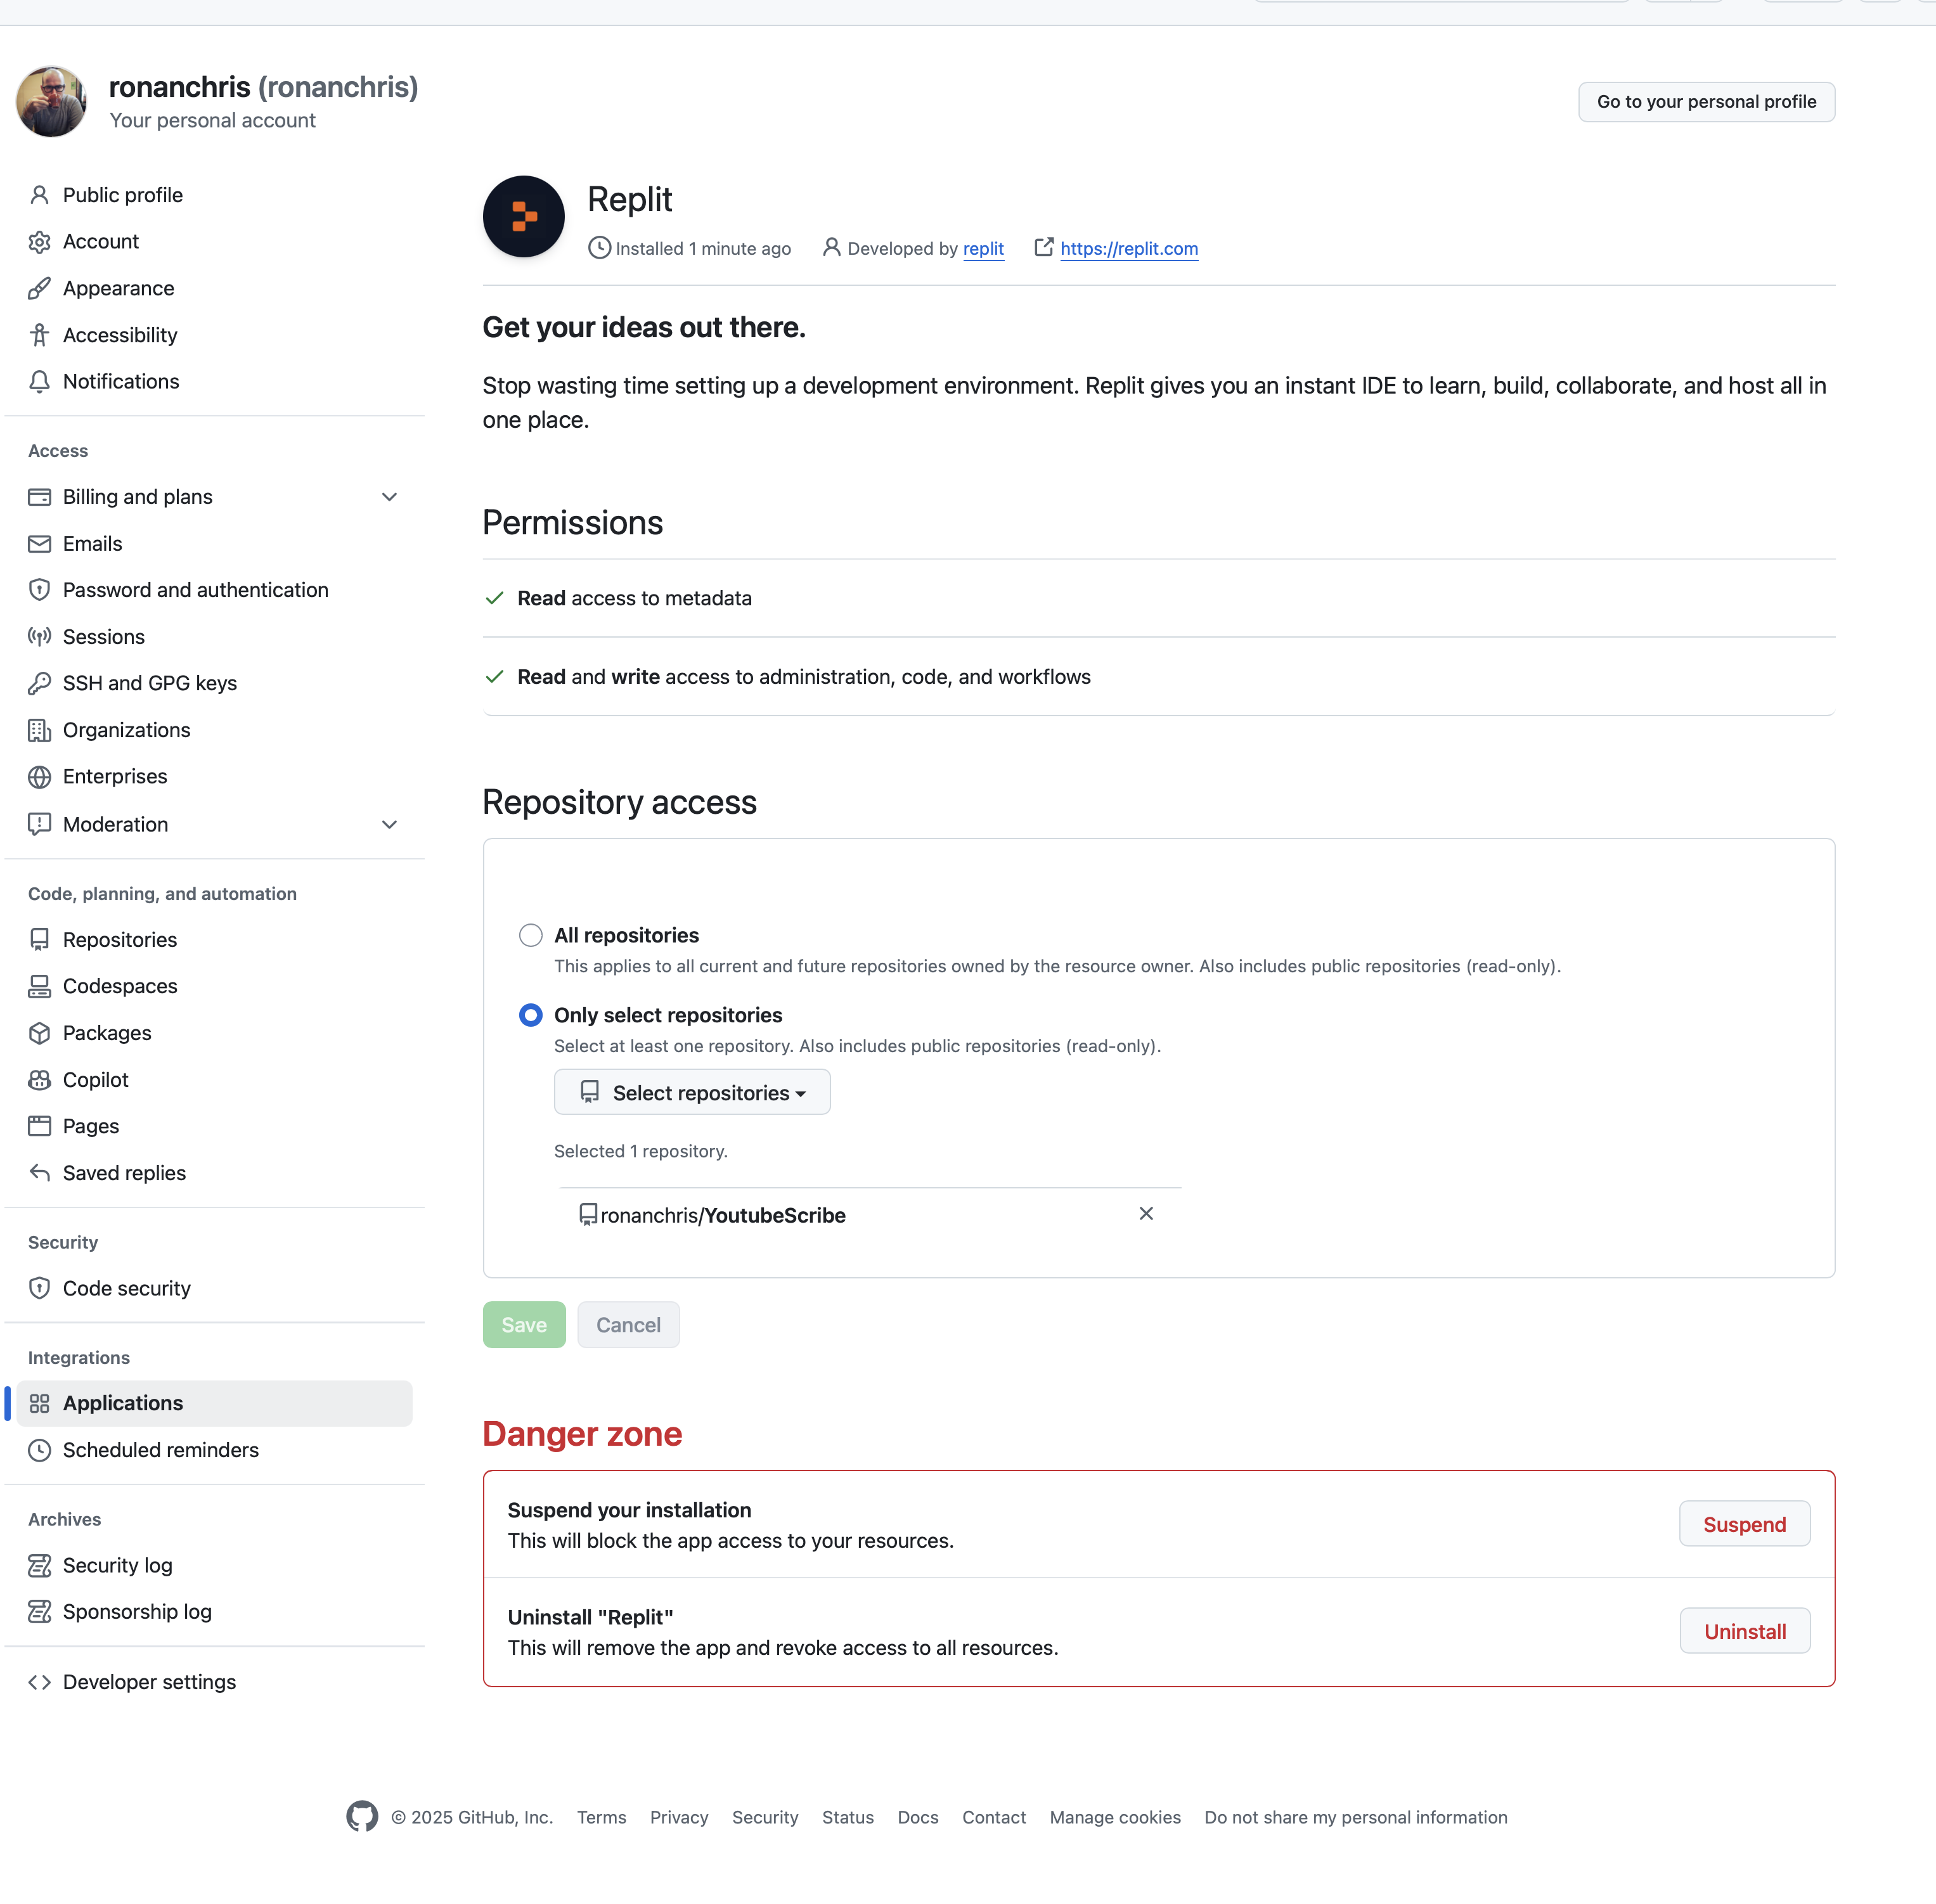 ronanchris (ronanchris)
Your personal account
Go to your personal profile
Public profile
Account
Appearance
Accessibility
Notifications
Access
Billing and plans
Emails
Password and authentication
Sessions
SSH and GPG keys
Organizations
Enterprises
Moderation
Code, planning, and automation
Repositories
Codespaces
Packages
Copilot
Pages
Saved replies
Security
Code security
Integrations
Applications
Scheduled reminders
Archives
Security log
Sponsorship log
Developer settings
Replit
Installed 1 minute ago Developed by replit https://replit.com
Get your ideas out there.
Stop wasting time setting up a development environment. Replit gives you an instant IDE to learn, build, collaborate, and host all in
one place.
Permissions
Read access to metadata
Read and write access to administration, code, and workflows
Repository access
All repositories
This applies to all current and future repositories owned by the resource owner. Also includes public repositories (read-only).
Only select repositories
Select at least one repository. Also includes public repositories (read-only).
Select repositories
Selected 1 repository.
ronanchris/YoutubeScribe
Save Cancel
Danger zone
Suspend your installation
This will block the app access to your resources.
Suspend
Uninstall "Replit"
This will remove the app and revoke access to all resources.
Uninstall
© 2025 GitHub, Inc. Terms Privacy Security Status Docs Contact Manage cookies Do not share my personal information